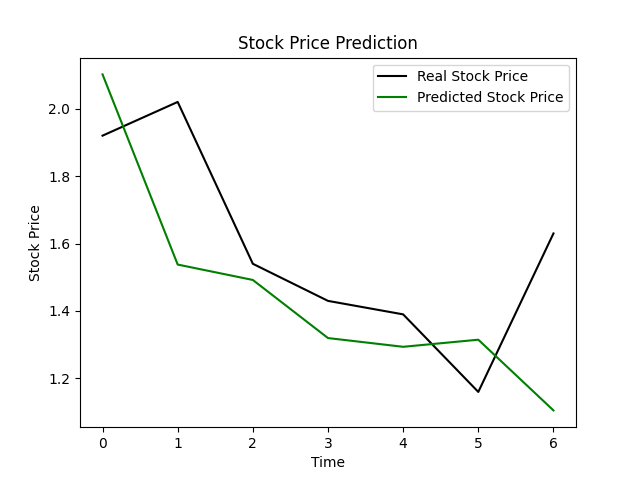 Stock Price Prediction
Real Stock Price
Predicted Stock Price
Stock Price
2.0
1.8
1.6
1.4
1.2
0 1 2 3 4 5 6
Time